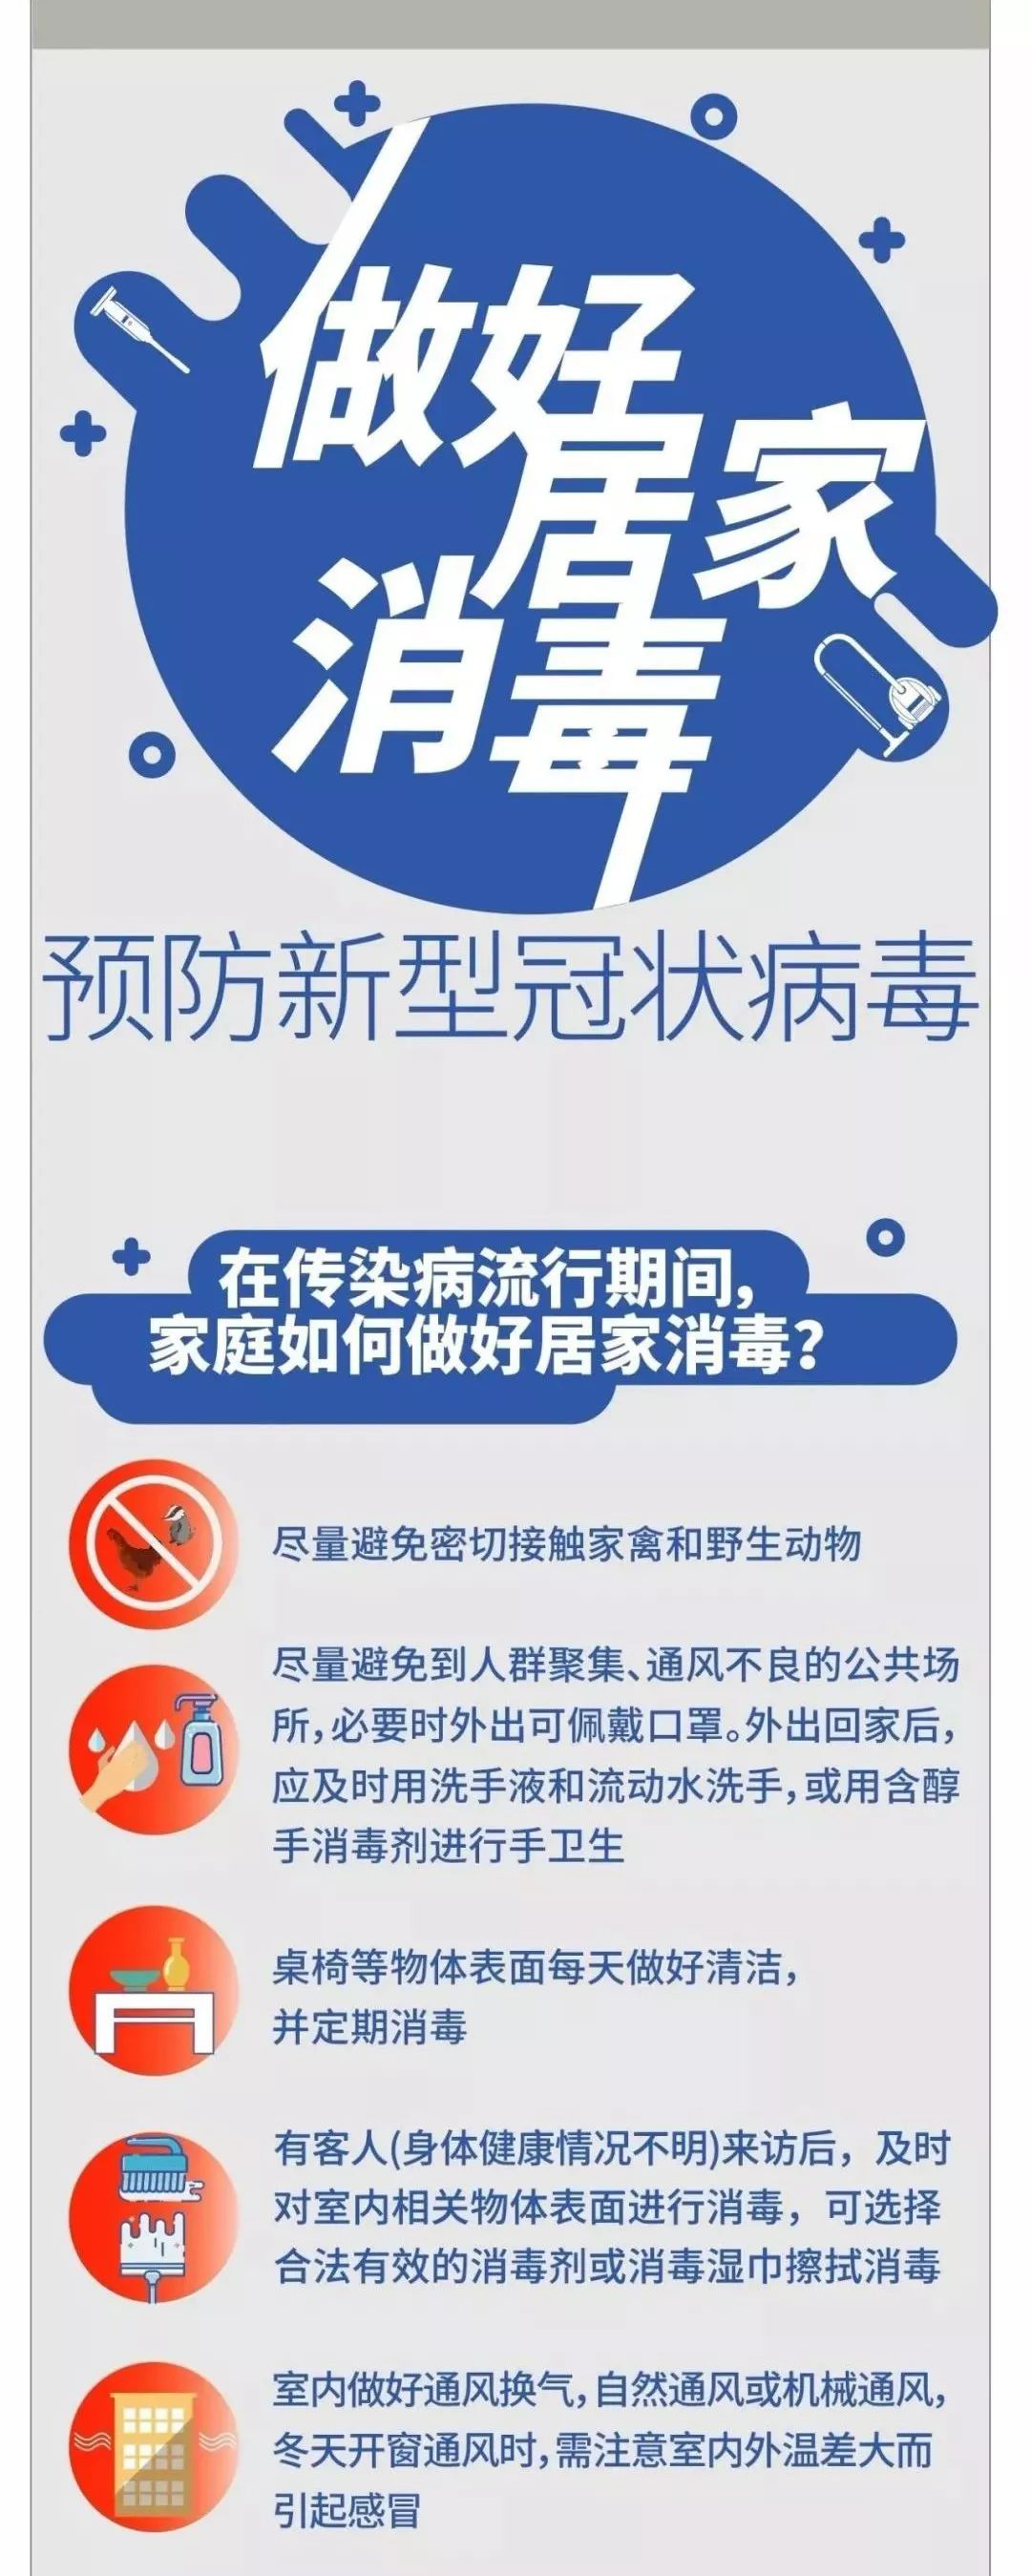 做好
居家
消毒
预防新型冠状病毒
在传染病流行期间，
家庭如何做好居家消毒？
尽量避免密切接触家禽和野生动物
尽量避免到人群聚集、通风不良的公共场
所，必要时外出可佩戴口罩。外出回家后，
应及时用洗手液和流动水洗手，或用含醇
手消毒剂进行手卫生
桌椅等物体表面每天做好清洁，
并定期消毒
有客人(身体健康情况不明)来访后，及时
对室内相关物体表面进行消毒，可选择
合法有效的消毒剂或消毒湿巾擦拭消毒
室内做好通风换气，自然通风或机械通风，
冬天开窗通风时，需注意室内外温差大而
引起感冒